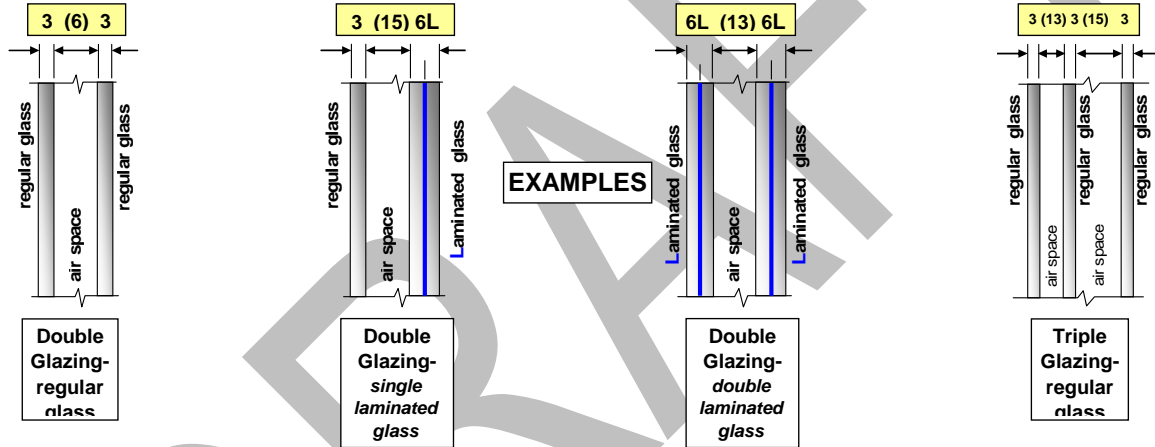 3 (6) 3
regular glass
air space
regular glass
Double
Glazing-
regular
glass
3 (15) 6L
regular glass
air space
Laminated glass
Double
Glazing-
single
laminated
glass
EXAMPLES
6L (13) 6L
Laminated glass
air space
Laminated glass
Double
Glazing-
double
laminated
glass
3 (13) 3 (15) 3
regular glass
air space
regular glass
air space
regular glass
Triple
Glazing-
regular
glass